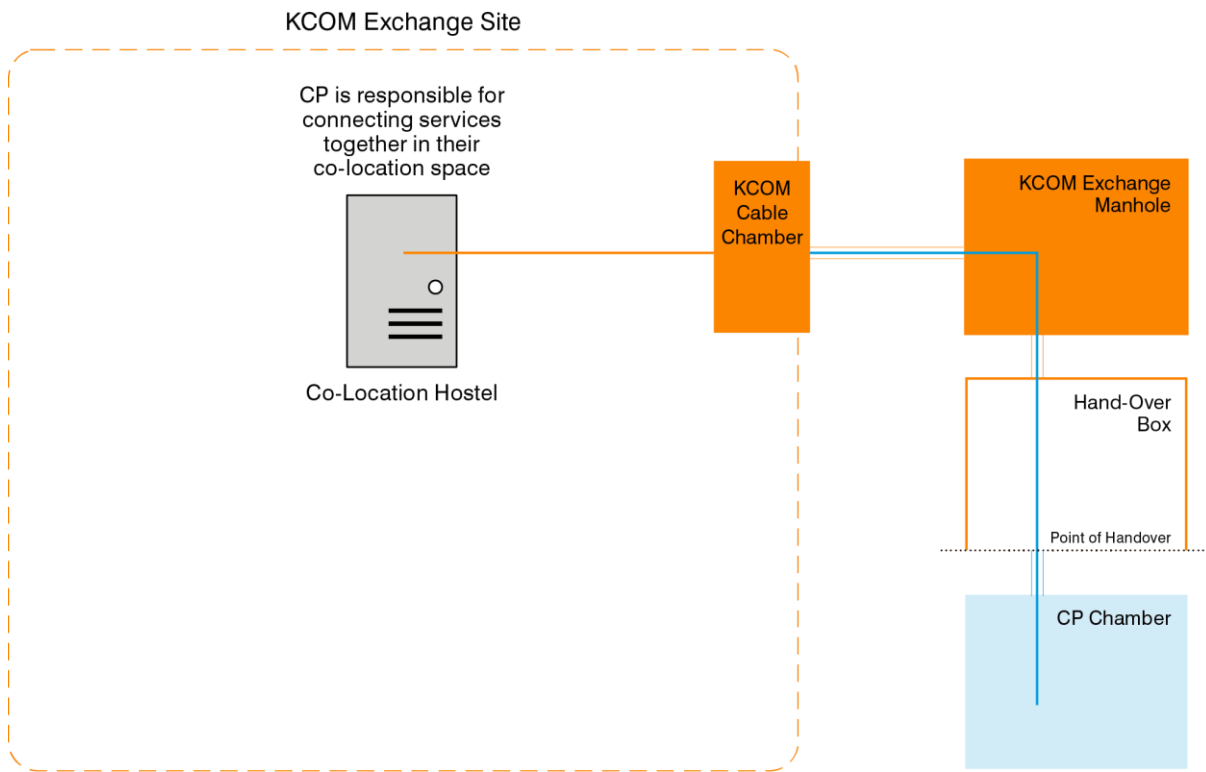 KCOM Exchange Site
CP is responsible for
connecting services
together in their
co-location space
Co-Location Hostel
KCOM
Cable
Chamber
KCOM Exchange
Manhole
Hand-Over
Box
Point of Handover
CP Chamber